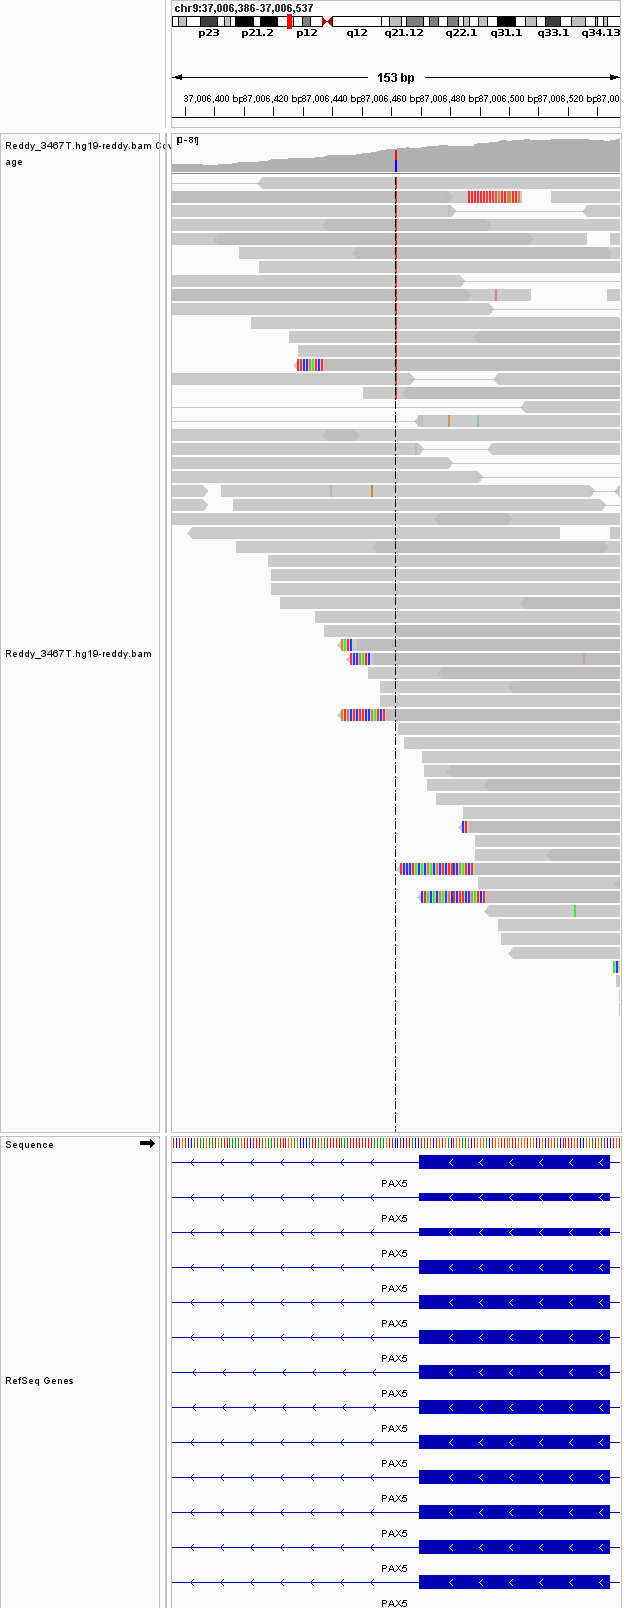 chr9:37,006,386-37,006,537
p23 p21.2 p12 q12 q21.12 q22.1 q31.1 q33.1 q34.13
153 bp
37,006,400 bp 37,006,420 bp 37,006,440 bp 37,006,460 bp 37,006,480 bp 37,006,500 bp 37,006,520 bp 37,00
Reddy_3467T.hg19-reddy.bam Cov
age
[0-81]
Reddy_3467T.hg19-reddy.bam
Sequence
PAX5
PAX5
PAX5
PAX5
PAX5
PAX5
RefSeq Genes
PAX5
PAX5
PAX5
PAX5
PAX5
PAX5
PAX5